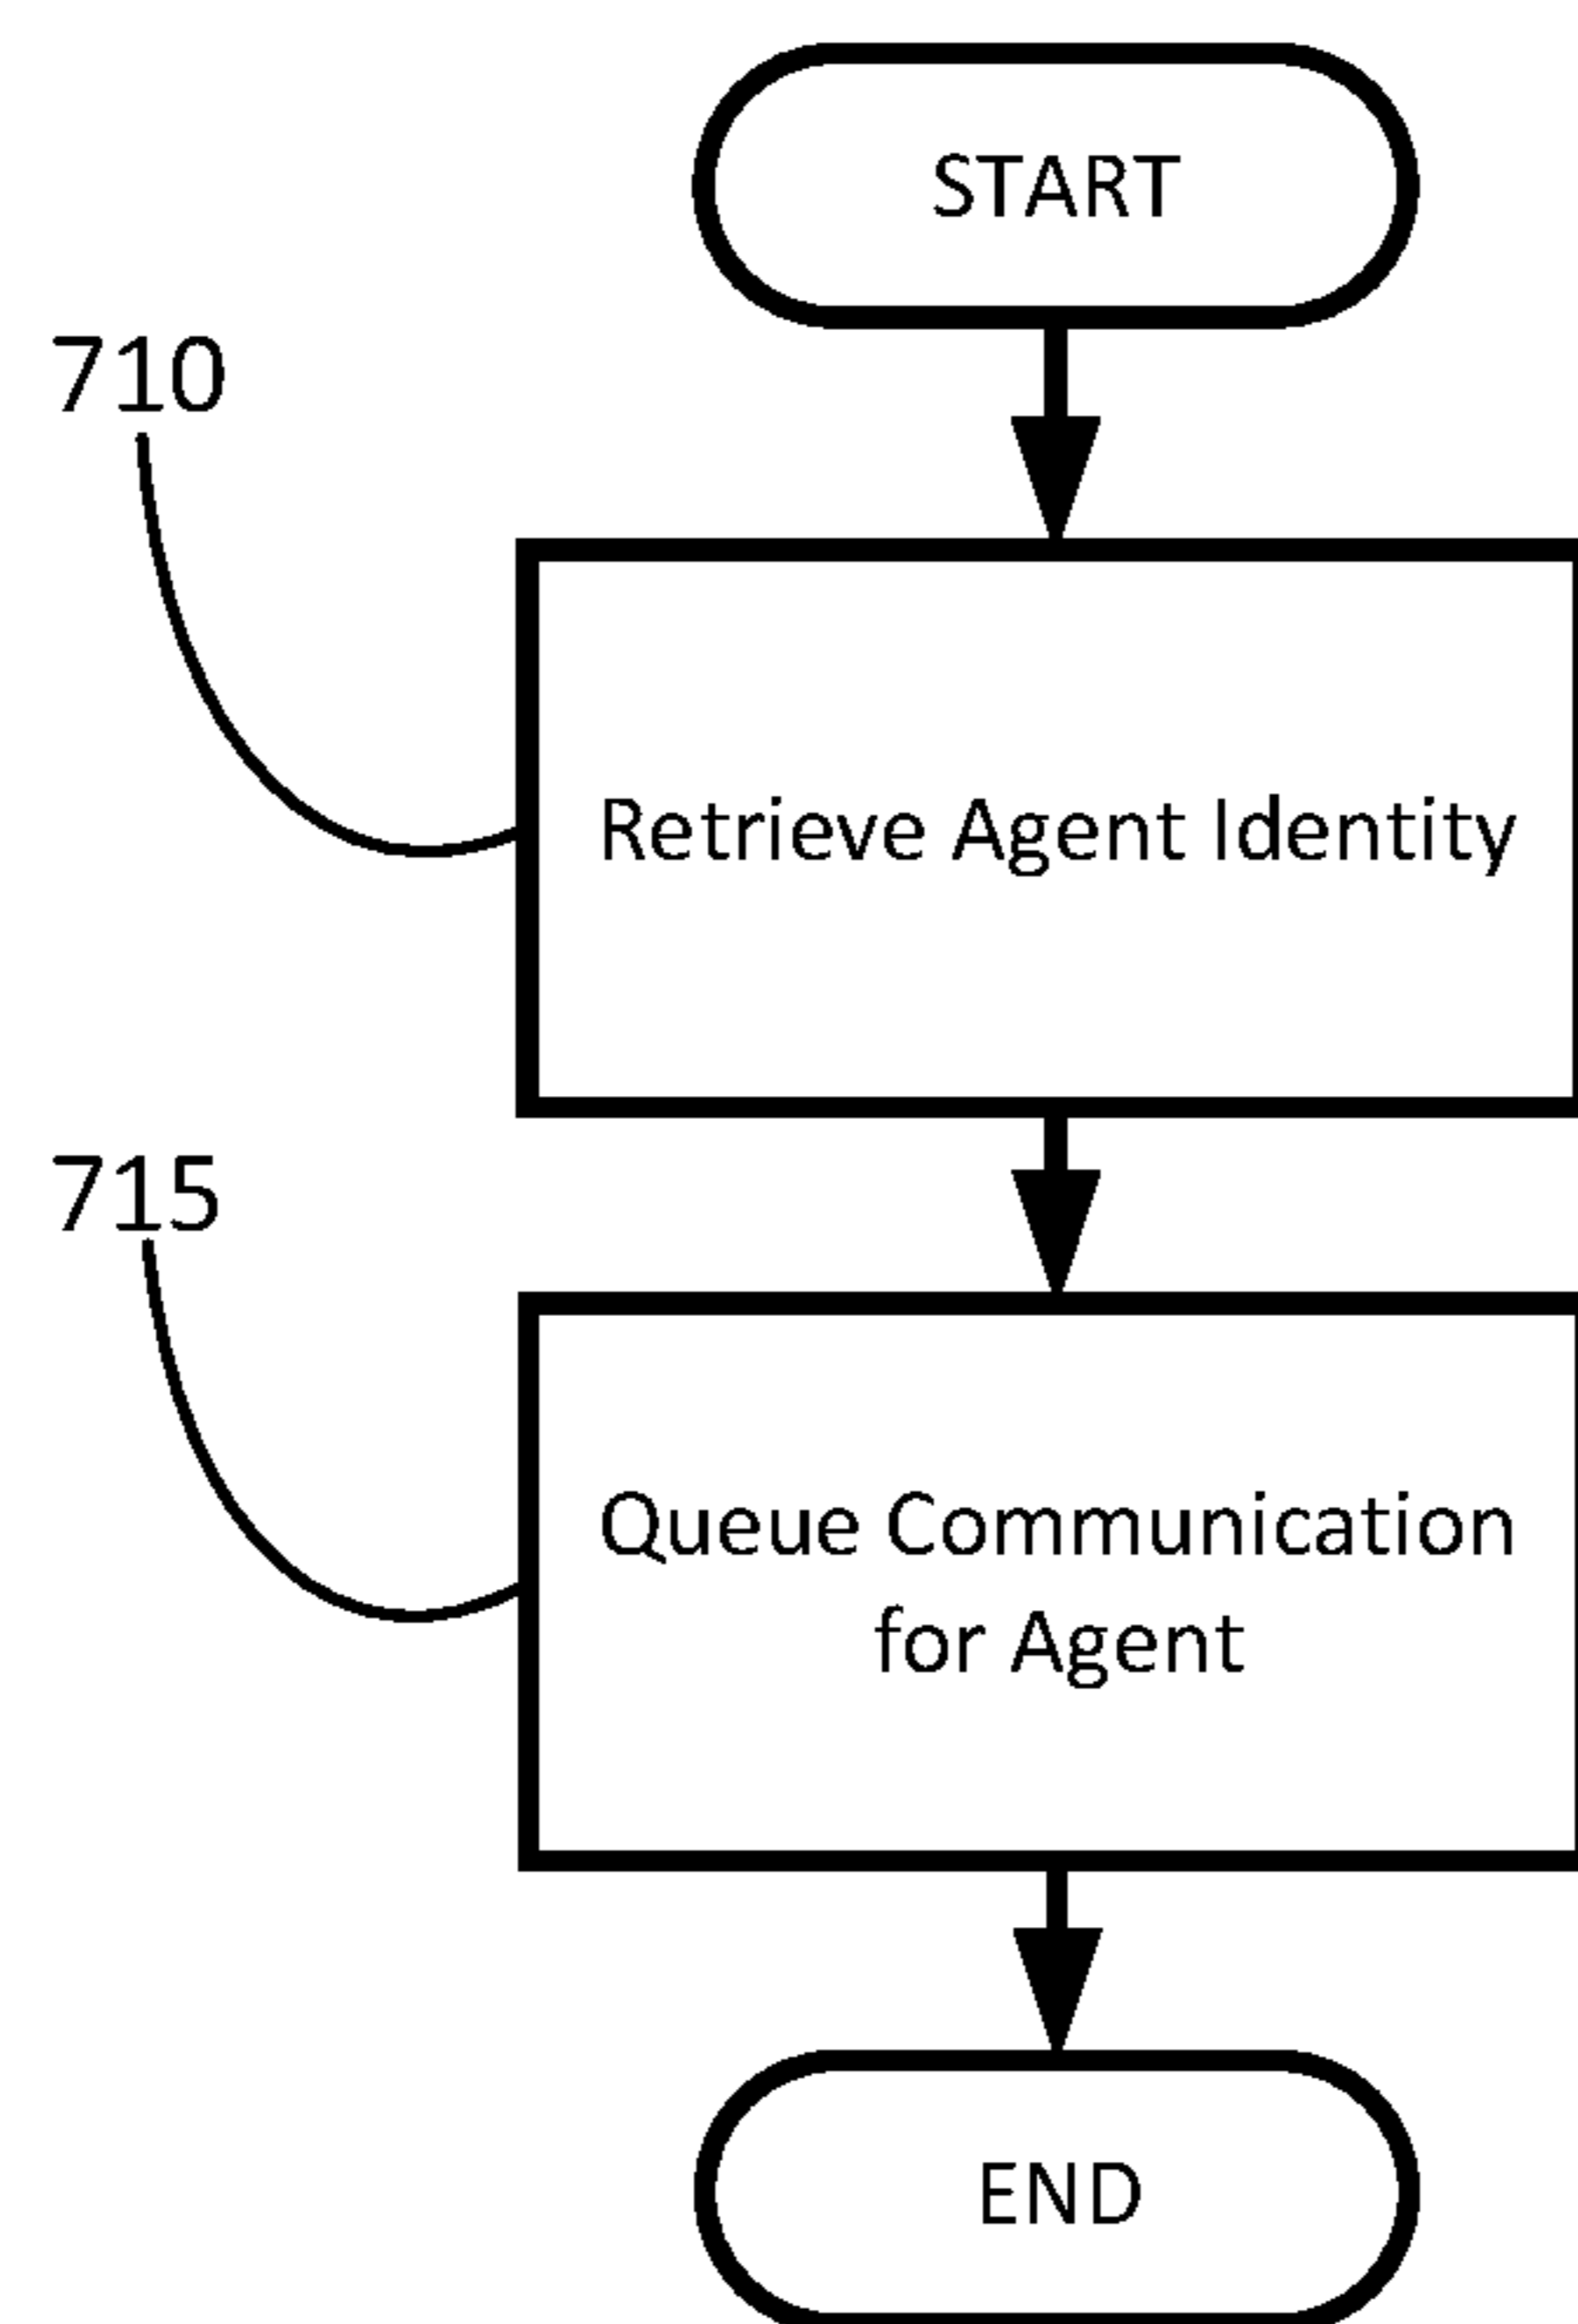 START
710
Retrieve Agent Identity
715
Queue Communication
for Agent
END